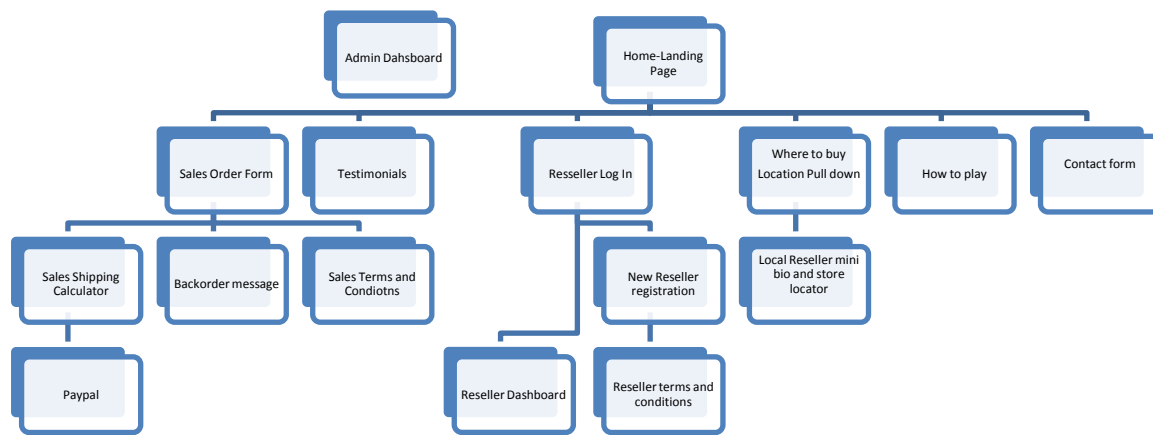 Admin Dahsboard
Home-Landing
Page
Sales Order Form
Testimonials
Resseller Log In
Where to buy
Location Pull down
How to play
Contact form
Sales Shipping
Calculator
Backorder message
Sales Terms and
Condiotns
New Reseller
registration
Local Reseller mini
bio and store
locator
Paypal
Reseller Dashboard
Reseller terms and
conditions